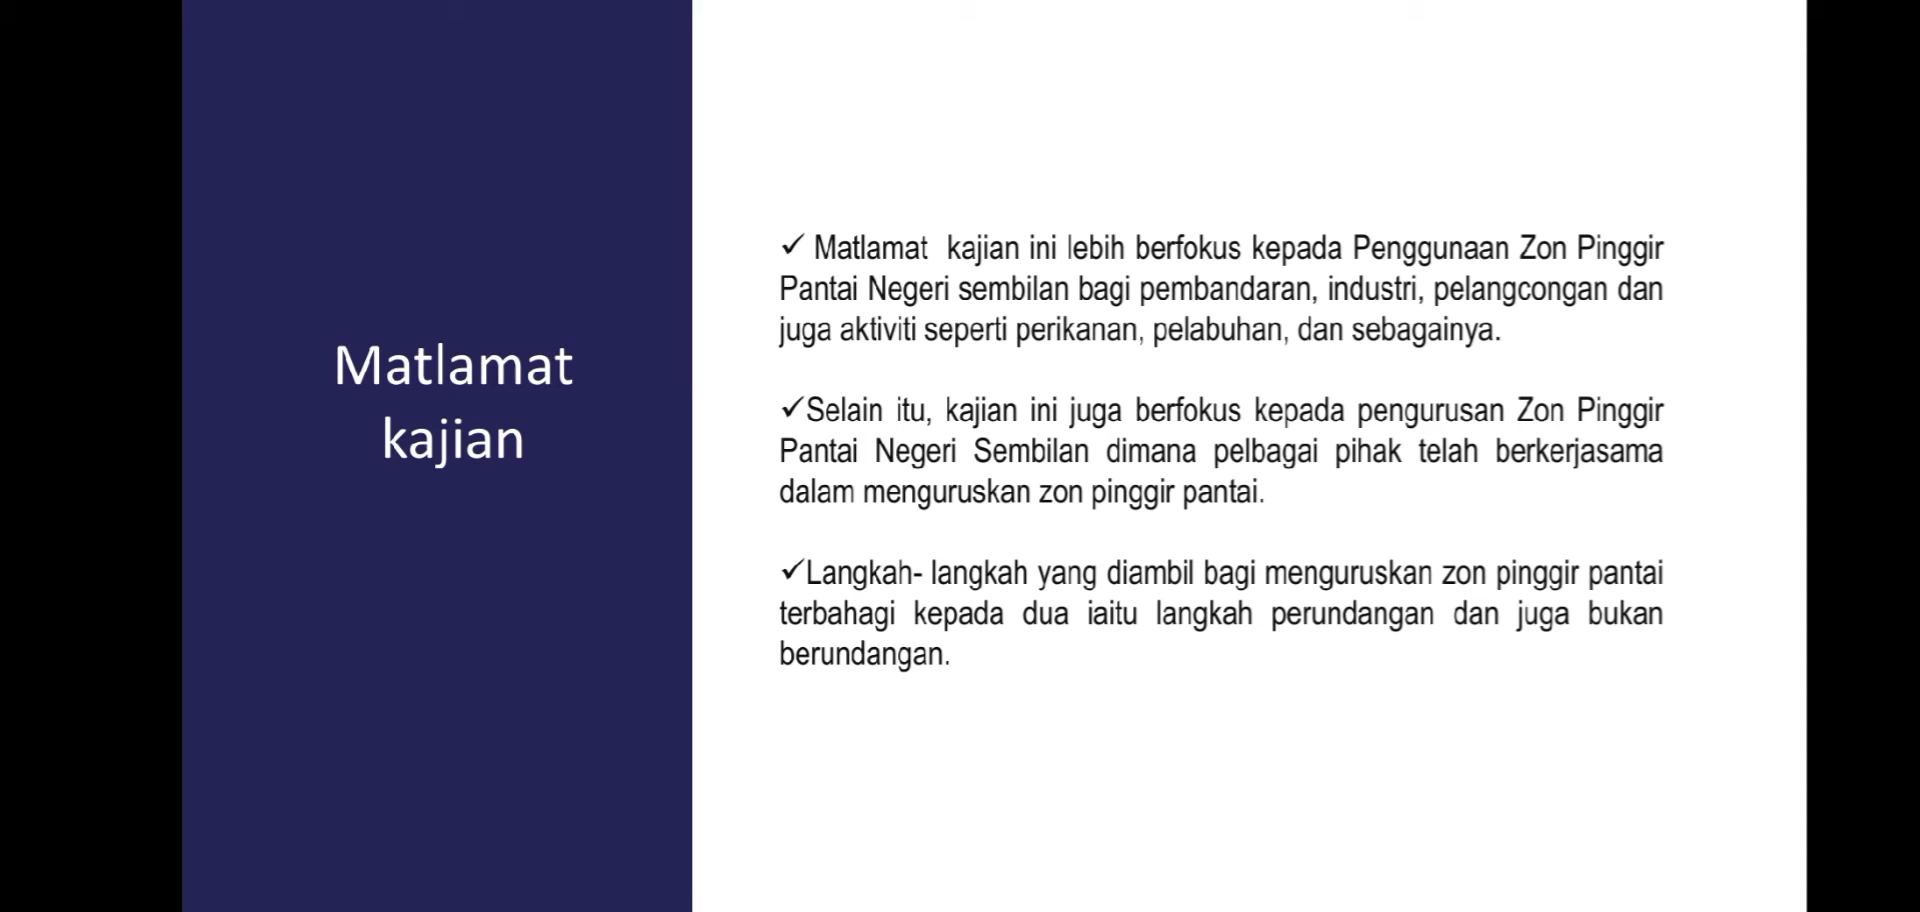 Matlamat
kajian
✓ Matlamat kajian ini lebih berfokus kepada Penggunaan Zon Pinggir
Pantai Negeri sembilan bagi pembandaran, industri, pelangcongan dan
juga aktiviti seperti perikanan, pelabuhan, dan sebagainya.
✓Selain itu, kajian ini juga berfokus kepada pengurusan Zon Pinggir
Pantai Negeri Sembilan dimana pelbagai pihak telah berkerjasama
dalam menguruskan zon pinggir pantai.
✓Langkah- langkah yang diambil bagi menguruskan zon pinggir pantai
terbahagi kepada dua iaitu langkah perundangan dan juga bukan
berundangan.